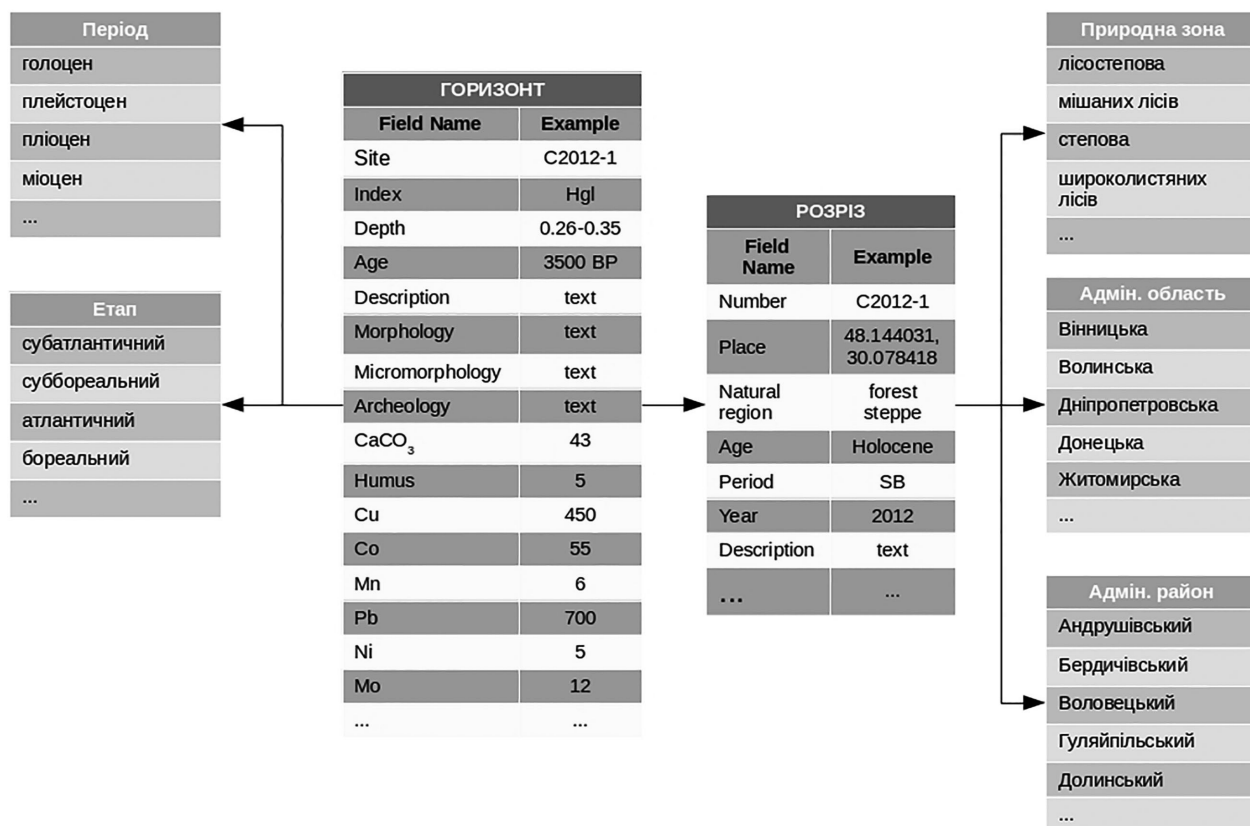 Період
голоцен
плейстоцен
пліоцен
міоцен
...
Етап
субатлантичний
суббореальний
атлантичний
бореальний
...
ГОРИЗОНТ
Field Name Example
Site C2012-1
Index Hgl
Depth 0.26-0.35
Age 3500 BP
Description text
Morphology text
Micromorphology text
Archeology text
CaCO₃ 43
Humus 5
Cu 450
Co 55
Mn 6
Pb 700
Ni 5
Mo 12
... ...
РОЗРІЗ
Field
Name
Example
Number C2012-1
Place
48.144031,
30.078418
Natural
region
forest
steppe
Age Holocene
Period SB
Year 2012
Description text
... ...
Природна зона
лісостепова
мішаних лісів
степова
широколистяних
лісів
...
Адмін. область
Вінницька
Волинська
Дніпропетровська
Донецька
Житомирська
...
Адмін. район
Андрушівський
Бердичівський
Воловецький
Гуляйпільський
Долинський
...